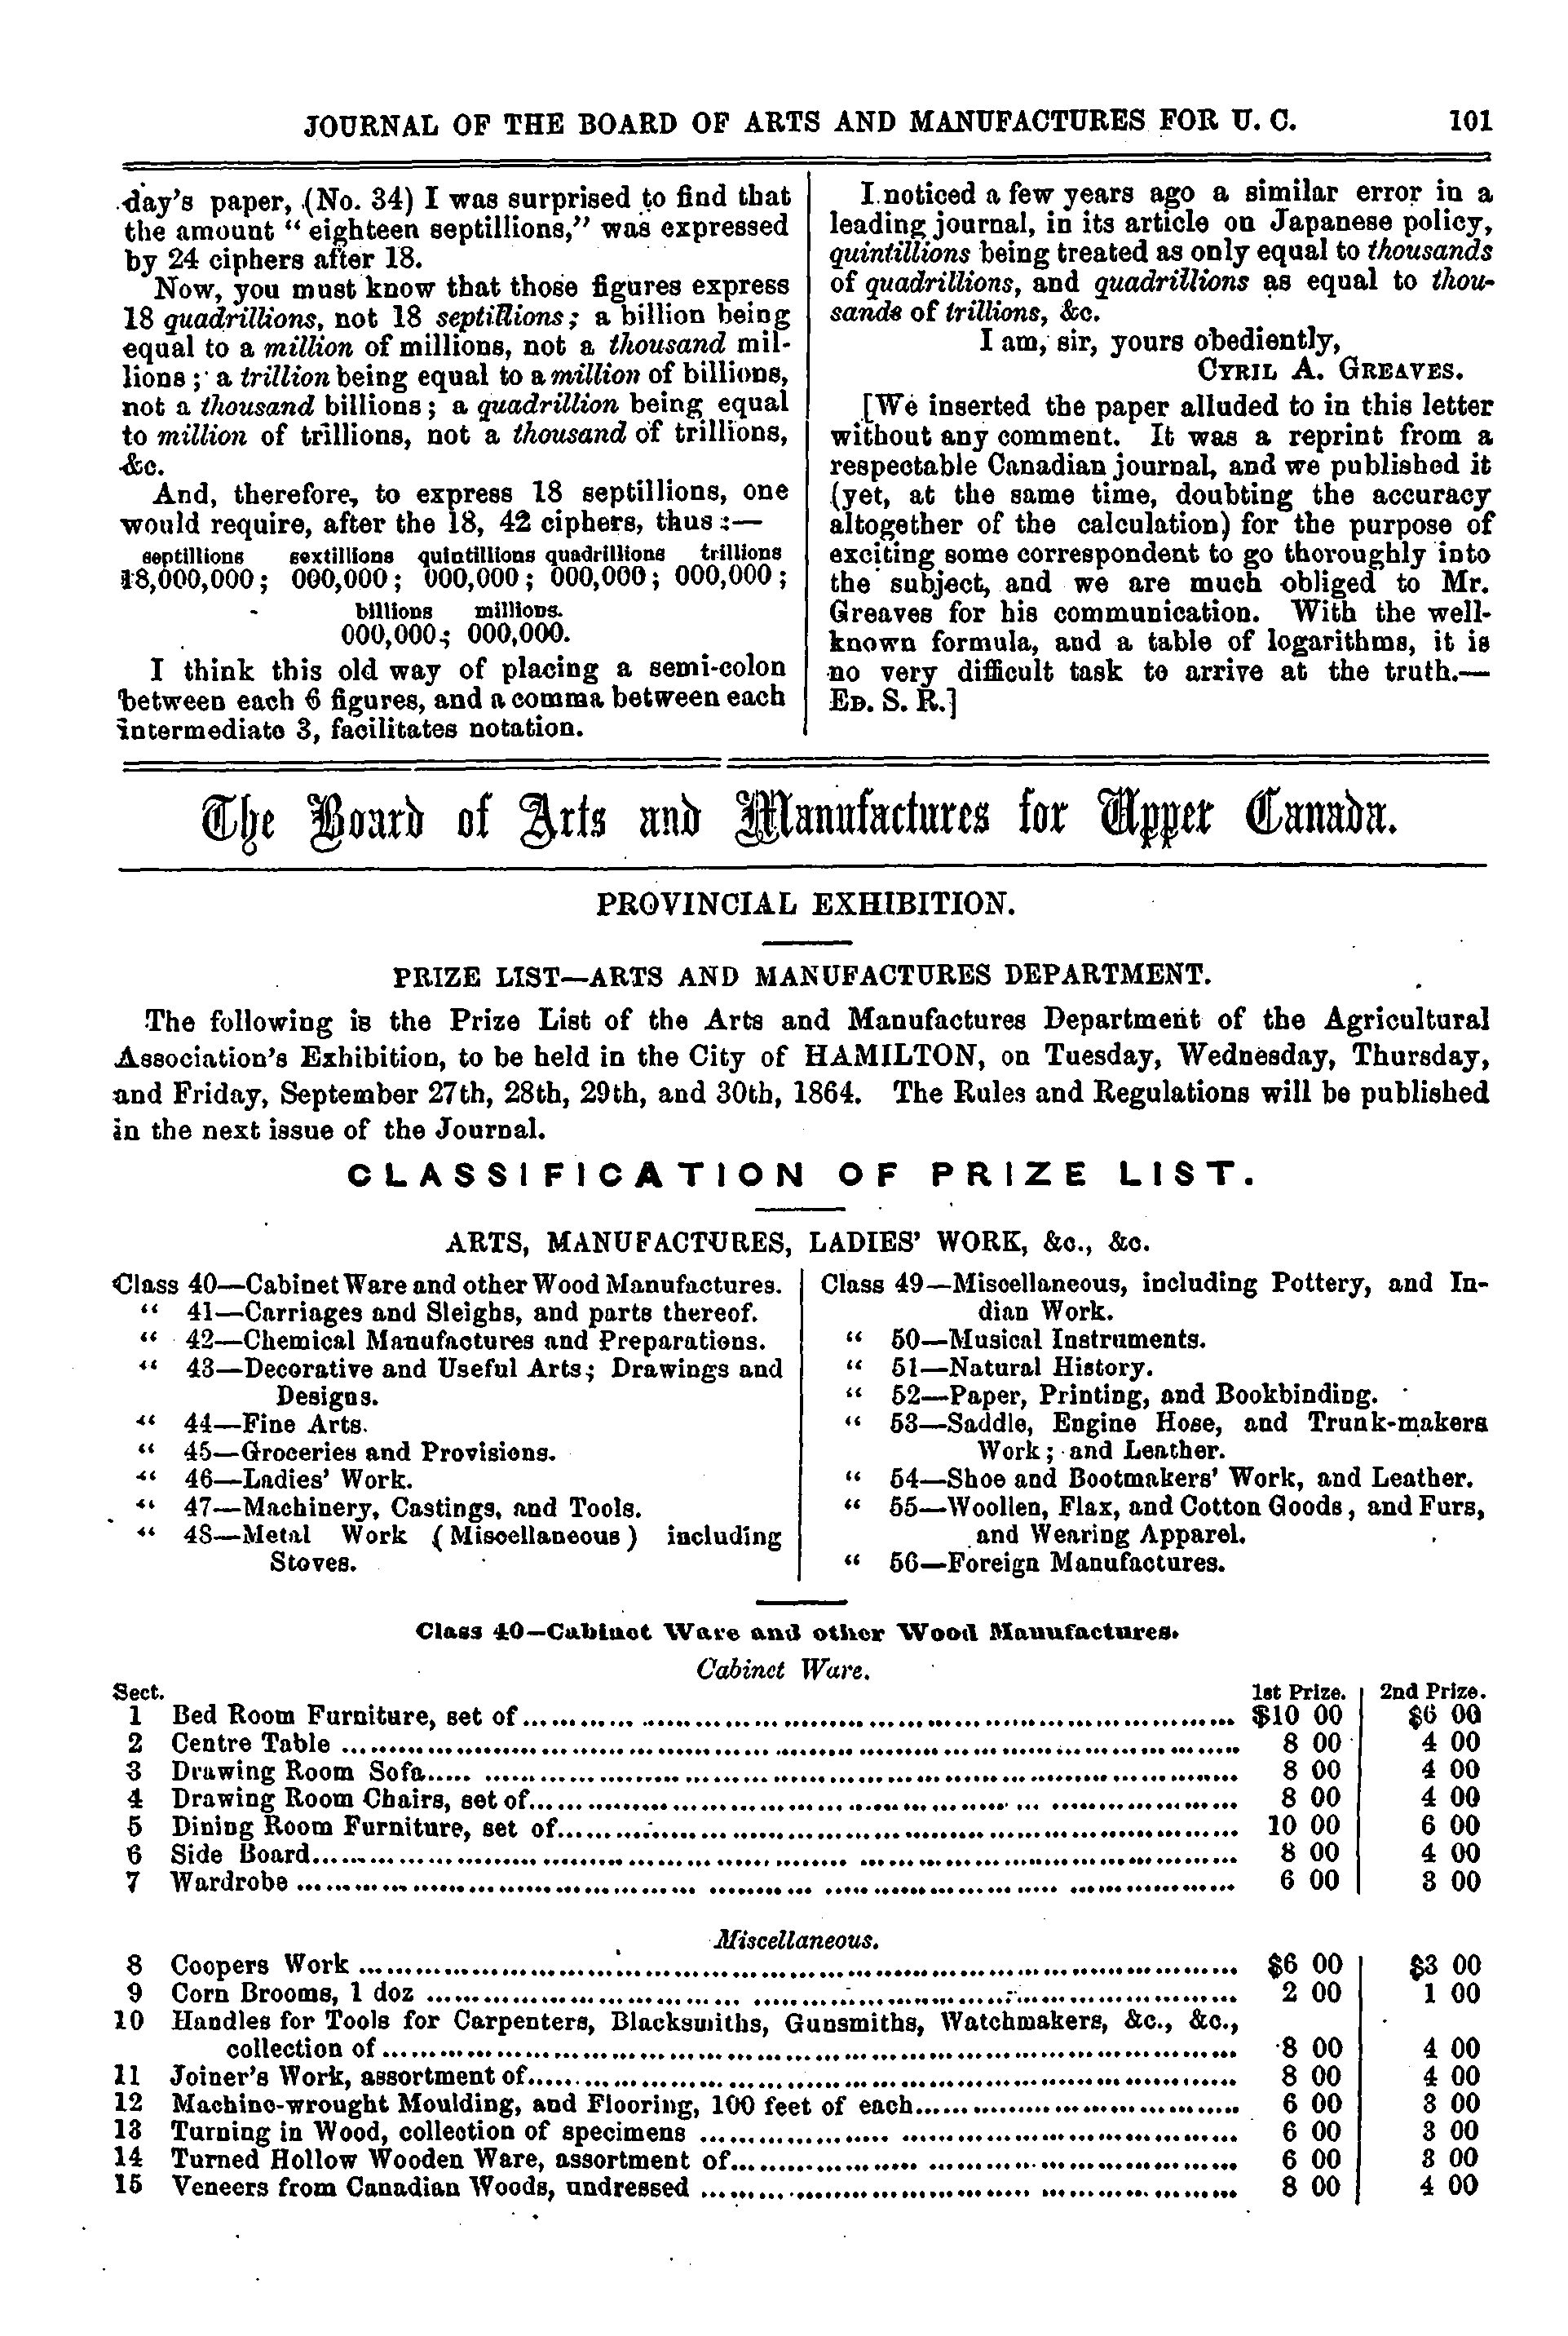 JOURNAL OF THE BOARD OF ARTS AND MANUFACTURES FOR U. C. 101
day's paper, (No. 34) I was surprised to find that
the amount “ eighteen septillions,” was expressed
by 24 ciphers after 18.
Now, you must know that those figures express
18 quadrillions, not 18 septillions; a billion being
equal to a million of millions, not a thousand mil-
lions; a trillion being equal to a million of billions,
not a thousand billions; a quadrillion being equal
to million of trillions, not a thousand of trillions,
&c.
And, therefore, to express 18 septillions, one
would require, after the 18, 42 ciphers, thus :—
septillions sextillions quintillions quadrillions trillions
18,000,000; 000,000; 000,000; 000,000; 000,000;
billions millions.
000,000; 000,000.
I think this old way of placing a semi-colon
between each 6 figures, and a comma between each
intermediate 3, facilitates notation.
I noticed a few years ago a similar error in a
leading journal, in its article on Japanese policy,
quintillions being treated as only equal to thousands
of quadrillions, and quadrillions as equal to thou-
sands of trillions, &c.
I am, sir, yours obediently,
CYRIL A. GREAVES.
[We inserted the paper alluded to in this letter
without any comment. It was a reprint from a
respectable Canadian journal, and we published it
(yet, at the same time, doubting the accuracy
altogether of the calculation) for the purpose of
exciting some correspondent to go thoroughly into
the subject, and we are much obliged to Mr.
Greaves for his communication. With the well-
known formula, and a table of logarithms, it is
no very difficult task to arrive at the truth.—
ED. S. R.]
The Board of Arts and Manufactures for Upper Canada.
PROVINCIAL EXHIBITION.
PRIZE LIST—ARTS AND MANUFACTURES DEPARTMENT.
The following is the Prize List of the Arts and Manufactures Department of the Agricultural
Association's Exhibition, to be held in the City of HAMILTON, on Tuesday, Wednesday, Thursday,
and Friday, September 27th, 28th, 29th, and 30th, 1864. The Rules and Regulations will be published
in the next issue of the Journal.
CLASSIFICATION OF PRIZE LIST.
ARTS, MANUFACTURES, LADIES' WORK, &c., &c.
Class 40—Cabinet Ware and other Wood Manufactures.
“ 41—Carriages and Sleighs, and parts thereof.
“ 42—Chemical Manufactures and Preparations.
“ 43—Decorative and Useful Arts; Drawings and
Designs.
“ 44—Fine Arts.
“ 45—Groceries and Provisions.
“ 46—Ladies' Work.
“ 47—Machinery, Castings, and Tools.
“ 48—Metal Work (Miscellaneous) including
Stoves.
Class 49—Miscellaneous, including Pottery, and In-
dian Work.
“ 50—Musical Instruments.
“ 51—Natural History.
“ 52—Paper, Printing, and Bookbinding.
“ 53—Saddle, Engine Hose, and Trunk-makers
Work; and Leather.
“ 54—Shoe and Bootmakers' Work, and Leather.
“ 55—Woollen, Flax, and Cotton Goods, and Furs,
and Wearing Apparel.
“ 56—Foreign Manufactures.
Class 40—Cabinet Ware and other Wood Manufactures.
Cabinet Ware.
Sect. 1st Prize. 2nd Prize.
1 Bed Room Furniture, set of........ $10 00 $6 00
2 Centre Table ........ 8 00 4 00
3 Drawing Room Sofa........ 8 00 4 00
4 Drawing Room Chairs, set of........ 8 00 4 00
5 Dining Room Furniture, set of........ 10 00 6 00
6 Side Board........ 8 00 4 00
7 Wardrobe ........ 6 00 3 00
Miscellaneous.
8 Coopers Work ........ $6 00 $3 00
9 Corn Brooms, 1 doz ........ 2 00 1 00
10 Handles for Tools for Carpenters, Blacksmiths, Gunsmiths, Watchmakers, &c., &c.,
collection of ........ 8 00 4 00
11 Joiner's Work, assortment of........ 8 00 4 00
12 Machine-wrought Moulding, and Flooring, 100 feet of each........ 6 00 3 00
13 Turning in Wood, collection of specimens ........ 6 00 3 00
14 Turned Hollow Wooden Ware, assortment of........ 6 00 3 00
15 Veneers from Canadian Woods, undressed ........ 8 00 4 00